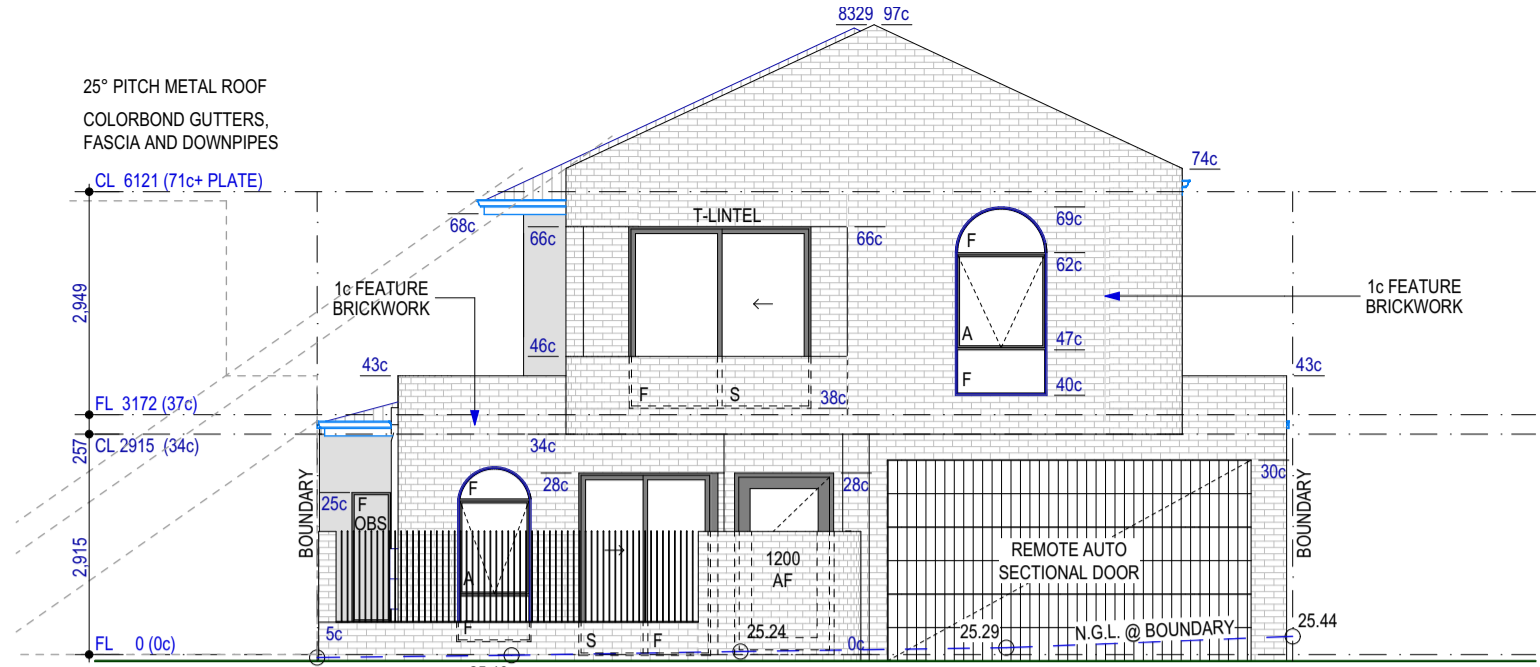 8329 97c
25° PITCH METAL ROOF
COLORBOND GUTTERS,
FASCIA AND DOWNPIPES
74c
CL 6121 (71c+ PLATE)
68c
66c
T-LINTEL
66c
69c
F
62c
1c FEATURE
BRICKWORK
1c FEATURE
BRICKWORK
2,949
46c
A
47c
43c
43c
F
40c
F
S
38c
FL 3172 (37c)
257
CL 2915 (34c)
34c
BOUNDARY
25c
F
OBS
F
28c
28c
30c
BOUNDARY
2,915
1200
AF
REMOTE AUTO
SECTIONAL DOOR
A
F
5c
S
F
25.24
0c
25.29
N.G.L. @ BOUNDARY
25.44
FL 0 (0c)